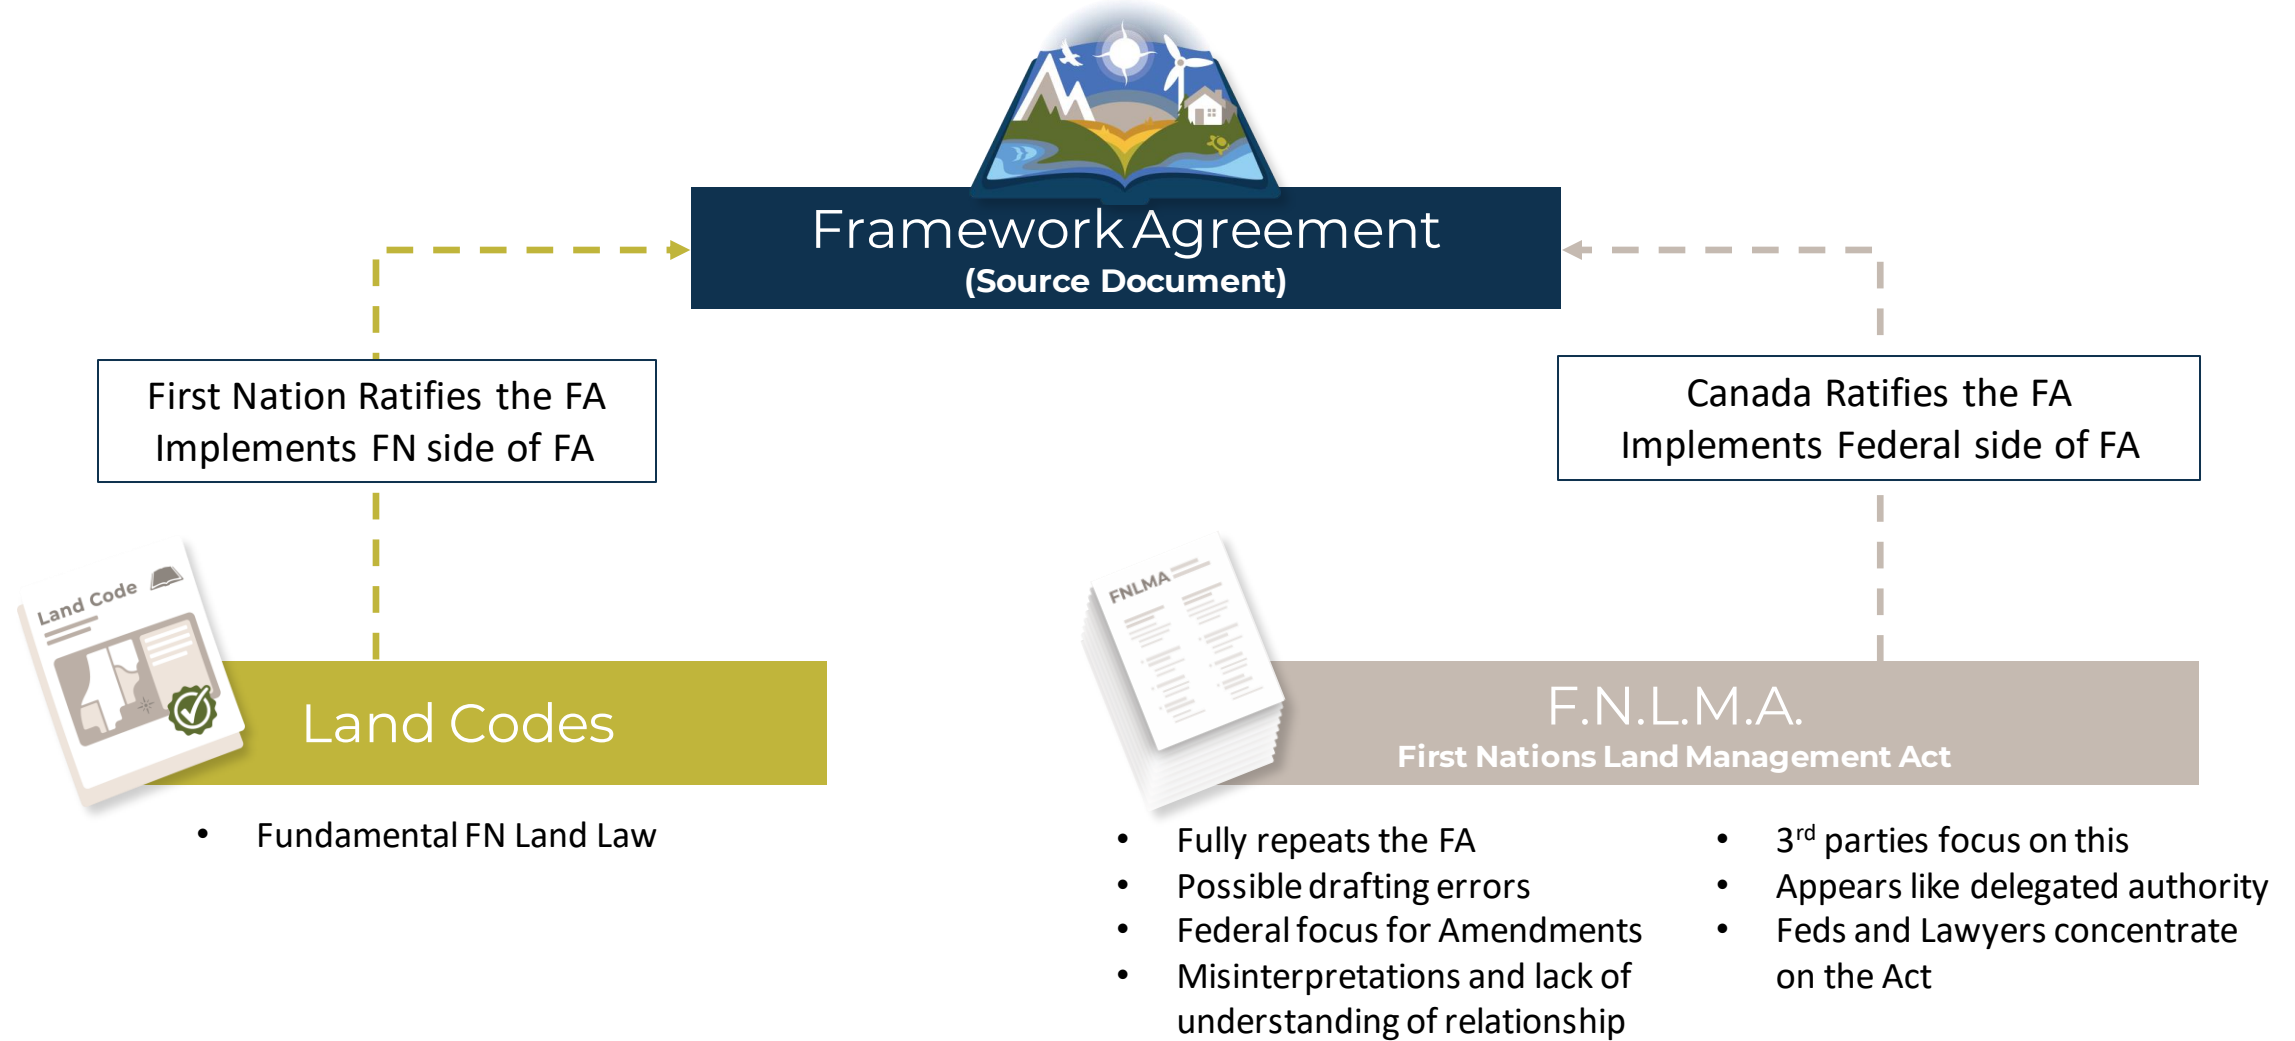 Framework Agreement
(Source Document)
First Nation Ratifies the FA
Implements FN side of FA
Canada Ratifies the FA
Implements Federal side of FA
Land Code
Land Codes
• Fundamental FN Land Law
FNLMA
F.N.L.M.A.
First Nations Land Management Act
• Fully repeats the FA
• Possible drafting errors
• Federal focus for Amendments
• Misinterpretations and lack of
understanding of relationship
• 3rd parties focus on this
• Appears like delegated authority
• Feds and Lawyers concentrate
on the Act